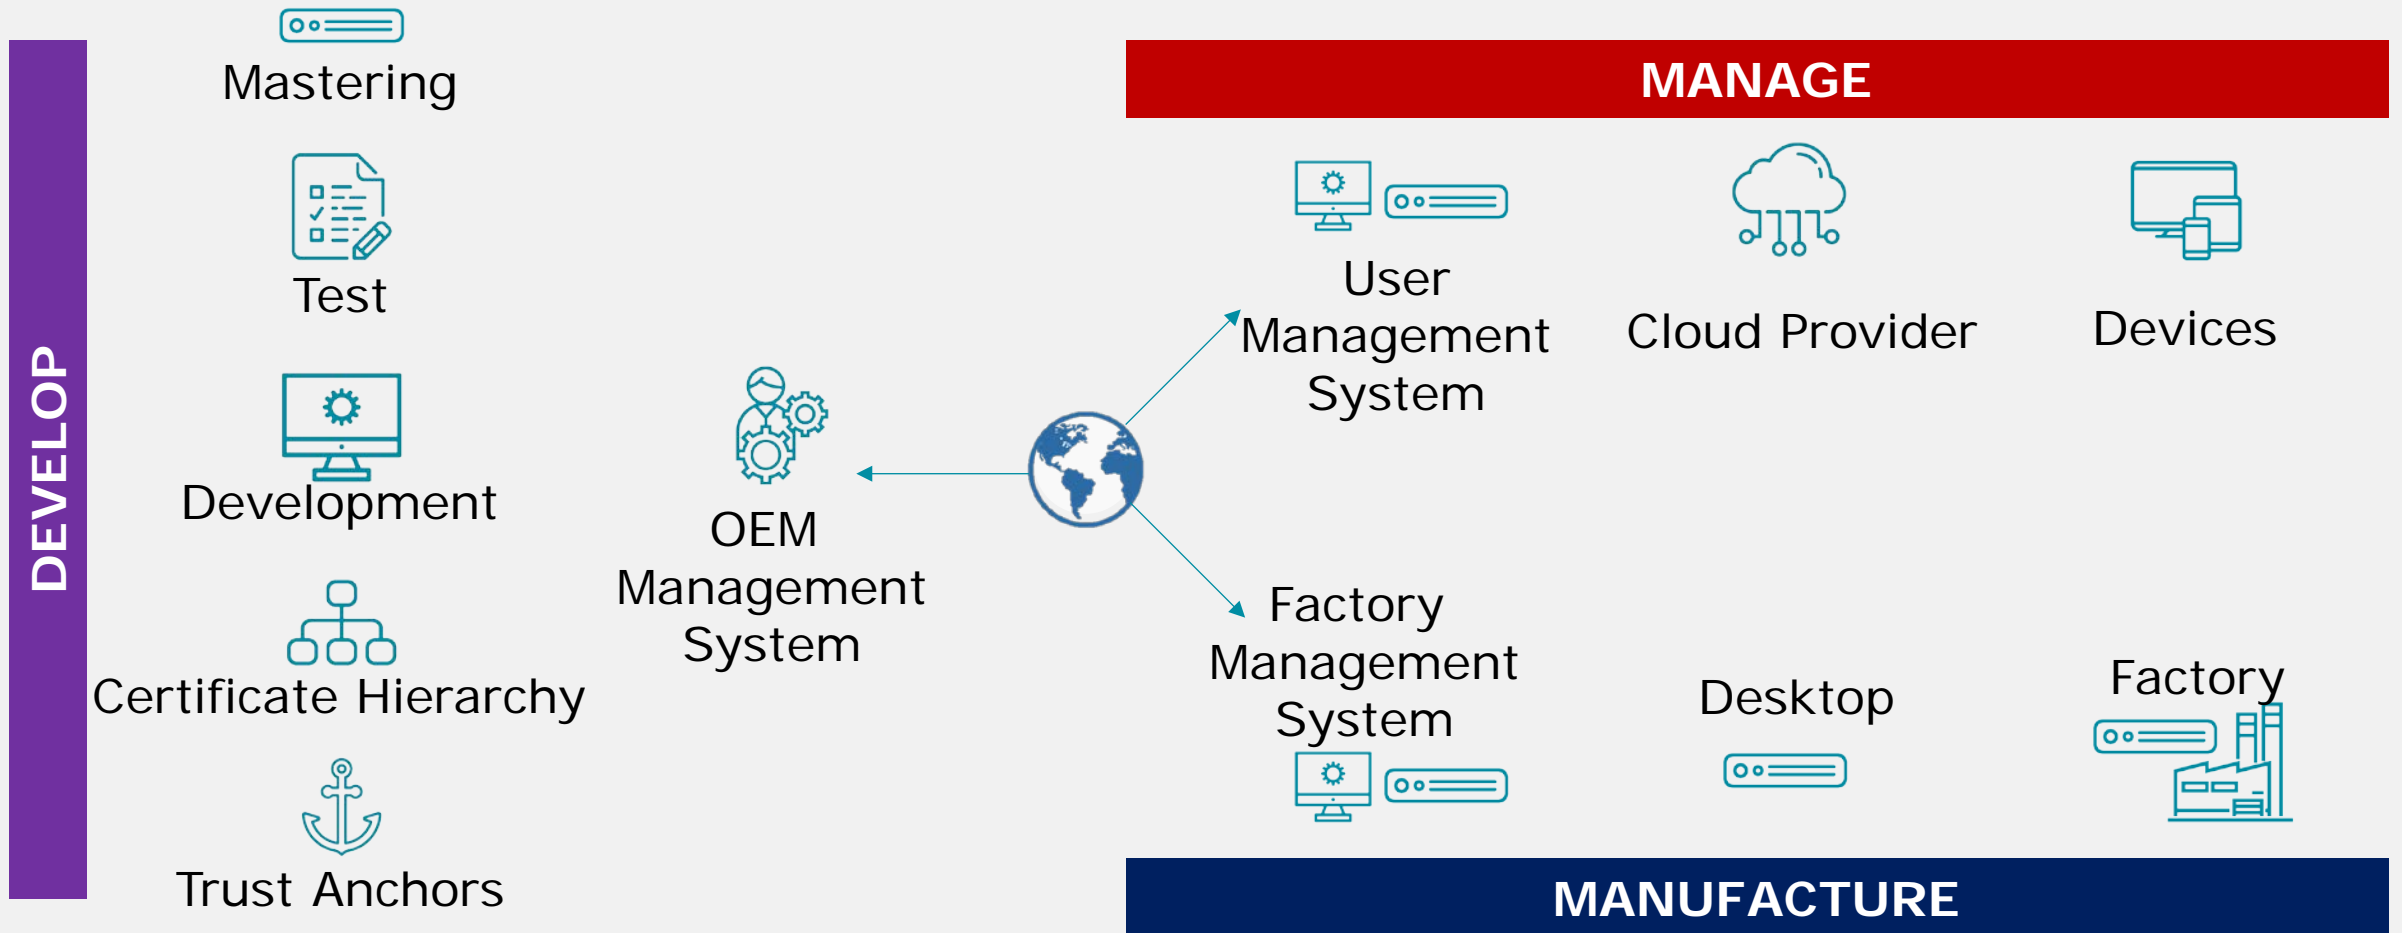 DEVELOP
Mastering
Test
Development
Certificate Hierarchy
Trust Anchors
OEM
Management
System
MANAGE
User
Management
System
Cloud Provider
Devices
Factory
Management
System
Desktop
Factory
MANUFACTURE